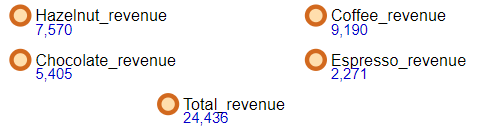 Hazelnut_revenue
7,570
Coffee_revenue
9,190
Chocolate_revenue
5,405
Espresso_revenue
2,271
Total_revenue
24,436